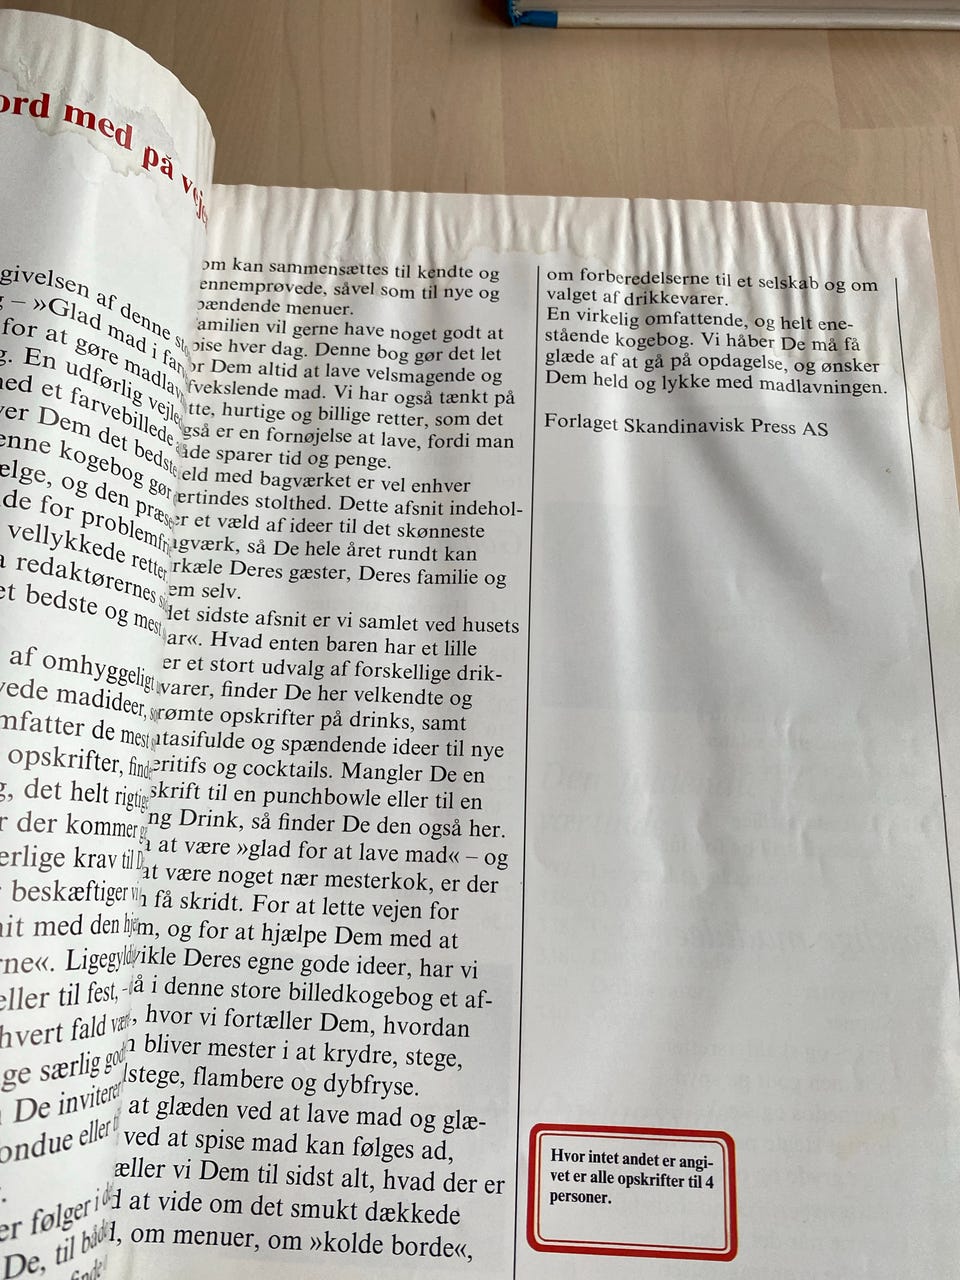 ord med på veje
givelsen af denne
– »Glad mad i
for at gøre
En udførlig
med et farvebillede
Dem det
enne kogebog gør
ælge, og den
de for
vellykkede retter
redaktørernes
et bedste og mest
af omhyggeligt
vede madideer,
mfatter de mest
opskrifter,
det helt
r der kommer
erlige krav til
beskæftiger
it med den
ne«.
eller til fest, –
hvert fald
ge særlig
De inviterer
ondue eller
er følger i
De, til
om kan sammensættes til kendte og
ennemprøvede, såvel som til nye og
pændende menuer.
amilien vil gerne have noget godt at
pise hver dag. Denne bog gør det let
or Dem altid at lave velsmagende og
fvekslende mad. Vi har også tænkt på
tte, hurtige og billige retter, som det
gså er en fornøjelse at lave, fordi man
åde sparer tid og penge.
eld med bagværket er vel enhver
ærtindes stolthed. Dette afsnit indehol-
er et væld af ideer til det skønneste
agværk, så De hele året rundt kan
rkæle Deres gæster, Deres familie og
em selv.
det sidste afsnit er vi samlet ved husets
ar«. Hvad enten baren har et lille
er et stort udvalg af forskellige drik-
varer, finder De her velkendte og
rømte opskrifter på drinks, samt
ntasifulde og spændende ideer til nye
eritifs og cocktails. Mangler De en
skrift til en punchbowle eller til en
ng Drink, så finder De den også her.
at være »glad for at lave mad« – og
at være noget nær mesterkok, er der
n få skridt. For at lette vejen for
m, og for at hjælpe Dem med at
vikle Deres egne gode ideer, har vi
å i denne store billedkogebog et af-
, hvor vi fortæller Dem, hvordan
n bliver mester i at krydre, stege,
lstege, flambere og dybfryse.
at glæden ved at lave mad og glæ-
ved at spise mad kan følges ad,
æller vi Dem til sidst alt, hvad der er
d at vide om det smukt dækkede
d, om menuer, om »kolde borde«,
om forberedelserne til et selskab og om
valget af drikkevarer.
En virkelig omfattende, og helt ene-
stående kogebog. Vi håber De må få
glæde af at gå på opdagelse, og ønsker
Dem held og lykke med madlavningen.
Forlaget Skandinavisk Press AS
Hvor intet andet er angi-
vet er alle opskrifter til 4
personer.